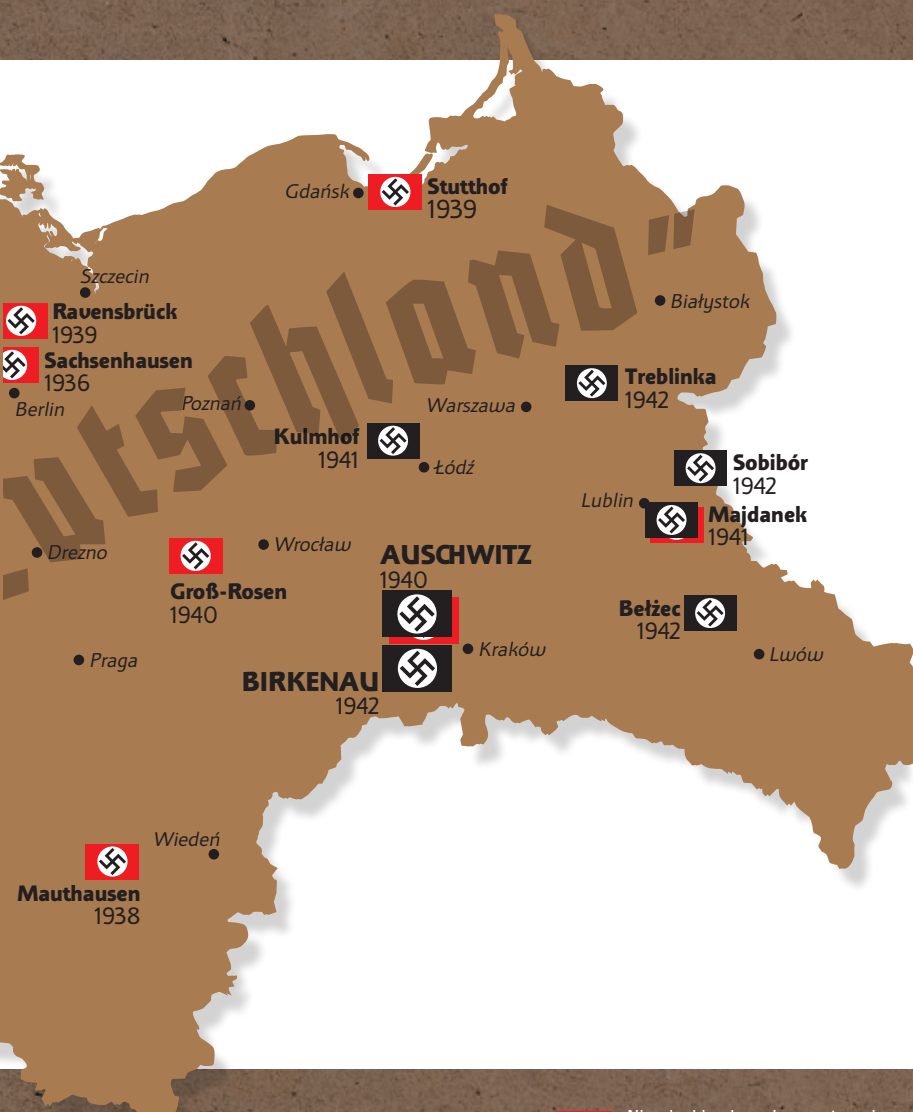 Gdańsk
Stutthof
1939
Szczecin
Ravensbrück
1939
Białystok
Sachsenhausen
1936
Berlin
Treblinka
1942
Poznań
Warszawa
Kulmhof
1941
Łódź
Sobibór
1942
Lublin
Majdanek
1941
Drezno
Wrocław
AUSCHWITZ
1940
Groß-Rosen
1940
Bełżec
1942
Kraków
Lwów
Praga
BIRKENAU
1942
Wiedeń
Mauthausen
1938
utschland”